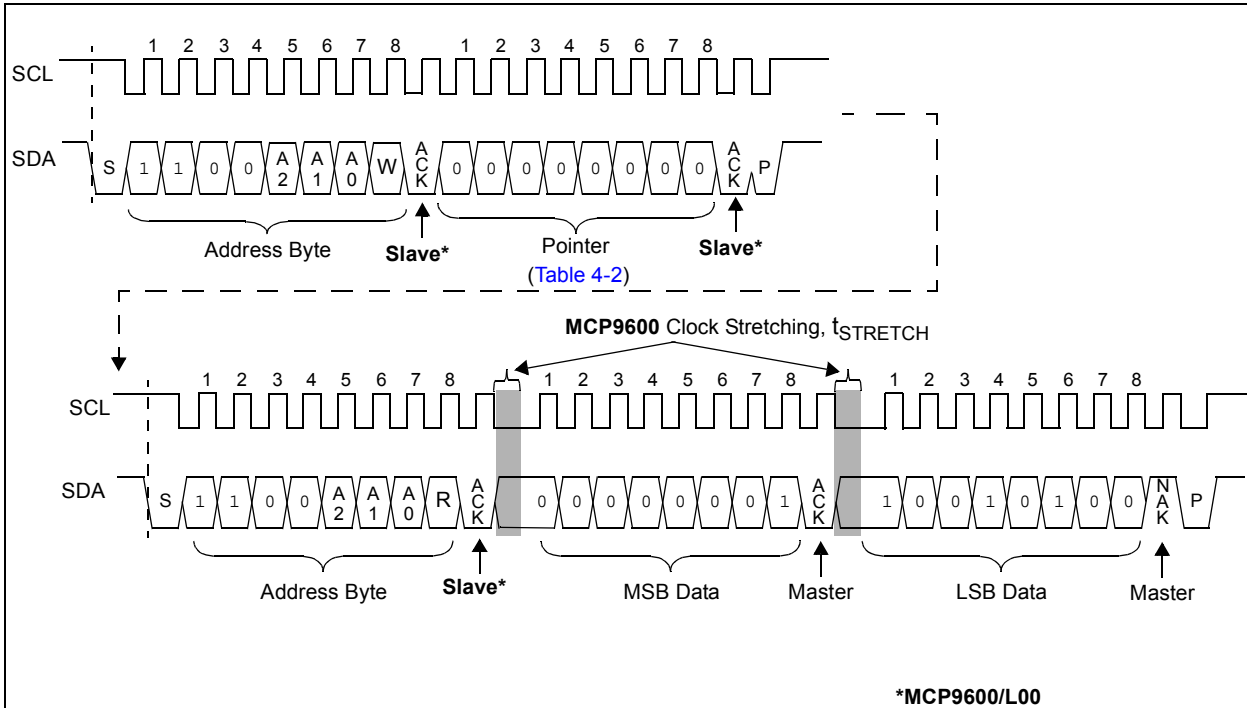 1 2 3 4 5 6 7 8 1 2 3 4 5 6 7 8
SCL
SDA
S 1 1 0 0 A2 A1 A0 W ACK 0 0 0 0 0 0 0 0 ACK P
Address Byte
Slave*
Pointer
(Table 4-2)
Slave*
MCP9600 Clock Stretching, tSTRETCH
1 2 3 4 5 6 7 8 1 2 3 4 5 6 7 8 1 2 3 4 5 6 7 8
SCL
SDA
S 1 1 0 0 A2 A1 A0 R ACK 0 0 0 0 0 0 0 1 ACK 1 0 0 1 0 1 0 0 NAK P
Address Byte
Slave*
MSB Data
Master
LSB Data
Master
*MCP9600/L00